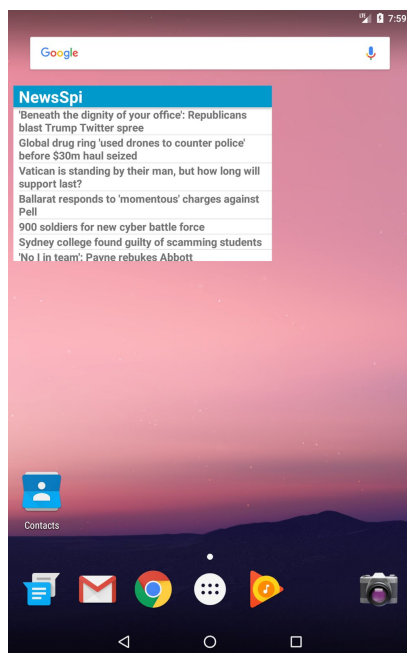 LTE 7:59
Google
NewsSpi
'Beneath the dignity of your office': Republicans
blast Trump Twitter spree
Global drug ring 'used drones to counter police'
before $30m haul seized
Vatican is standing by their man, but how long will
support last?
Ballarat responds to 'momentous' charges against
Pell
900 soldiers for new cyber battle force
Sydney college found guilty of scamming students
'No I in team': Payne rebukes Abbott
Contacts